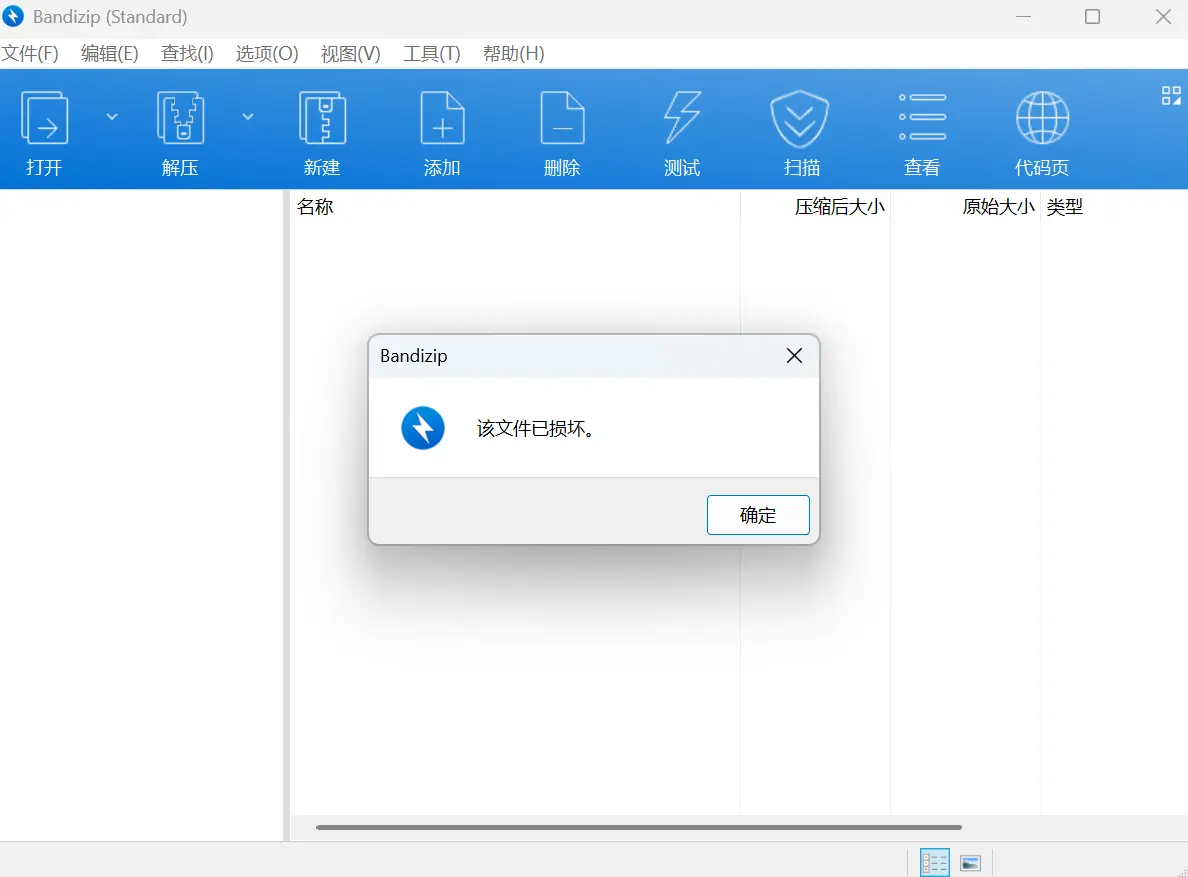 Bandizip (Standard)
文件(F) 编辑(E) 查找(I) 选项(O) 视图(V) 工具(T) 帮助(H)
打开 解压 新建 添加 删除 测试 扫描 查看 代码页
名称 压缩后大小 原始大小 类型
Bandizip
该文件已损坏。
确定